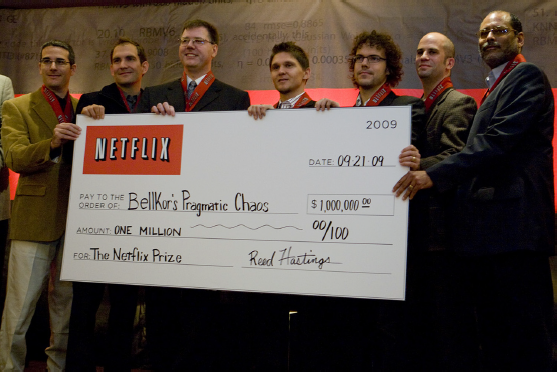 NETFLIX
2009
DATE: 09·21·09
PAY TO THE
ORDER OF: BellKor's Pragmatic Chaos $ 1,000,000 00
AMOUNT: ONE MILLION 00/100
FOR: The Netflix Prize Reed Hastings